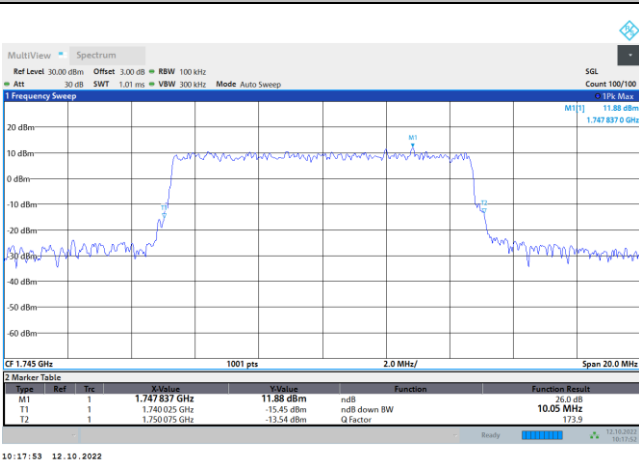 MultiView Spectrum
Ref Level 30.00 dBm Offset 3.00 dB RBW 100 kHz SGL
Att 30 dB SWT 1.01 ms VBW 300 kHz Mode Auto Sweep Count 100/100
1 Frequency Sweep 1Pk Max
M1[1] 11.88 dBm
1.747 837 0 GHz
20 dBm
M1
10 dBm
0 dBm
-10 dBm
T1
T2
-20 dBm
-30 dBm
-40 dBm
-50 dBm
-60 dBm
CF 1.745 GHz 1001 pts 2.0 MHz/ Span 20.0 MHz
2 Marker Table
Type Ref Trc X-Value Y-Value Function Function Result
M1 1 1.747 837 GHz 11.88 dBm ndB 26.0 dB
T1 1 1.740 025 GHz -15.45 dBm ndB down BW 10.05 MHz
T2 1 1.750 075 GHz -13.54 dBm Q Factor 173.9
Ready 12.10.2022
10:17:52
10:17:53 12.10.2022